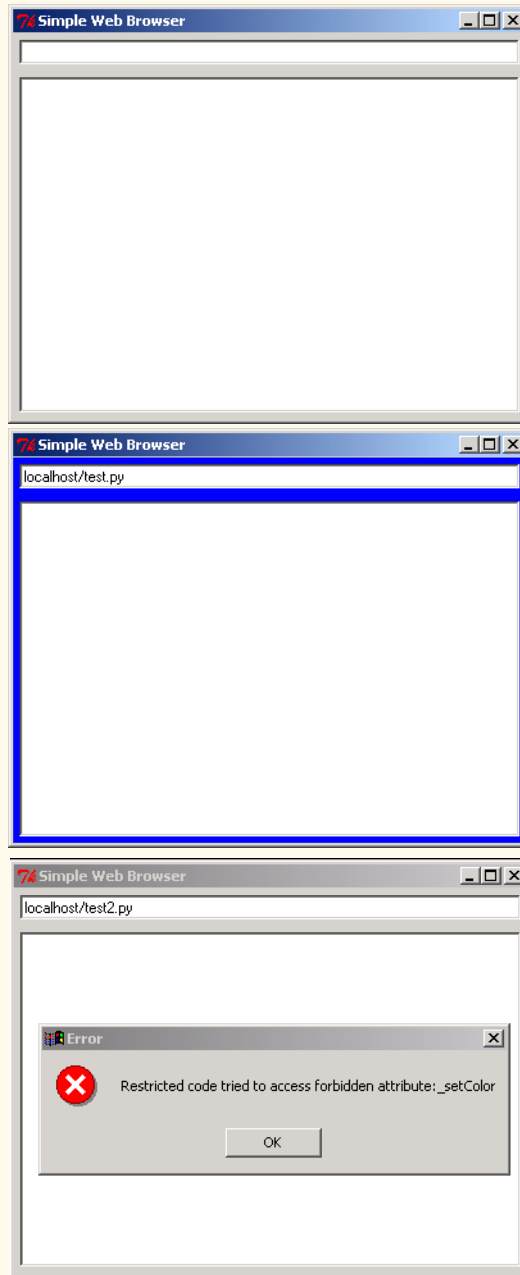 Simple Web Browser
Simple Web Browser
localhost/test.py
Simple Web Browser
localhost/test2.py
Error
Restricted code tried to access forbidden attribute:_setColor
OK